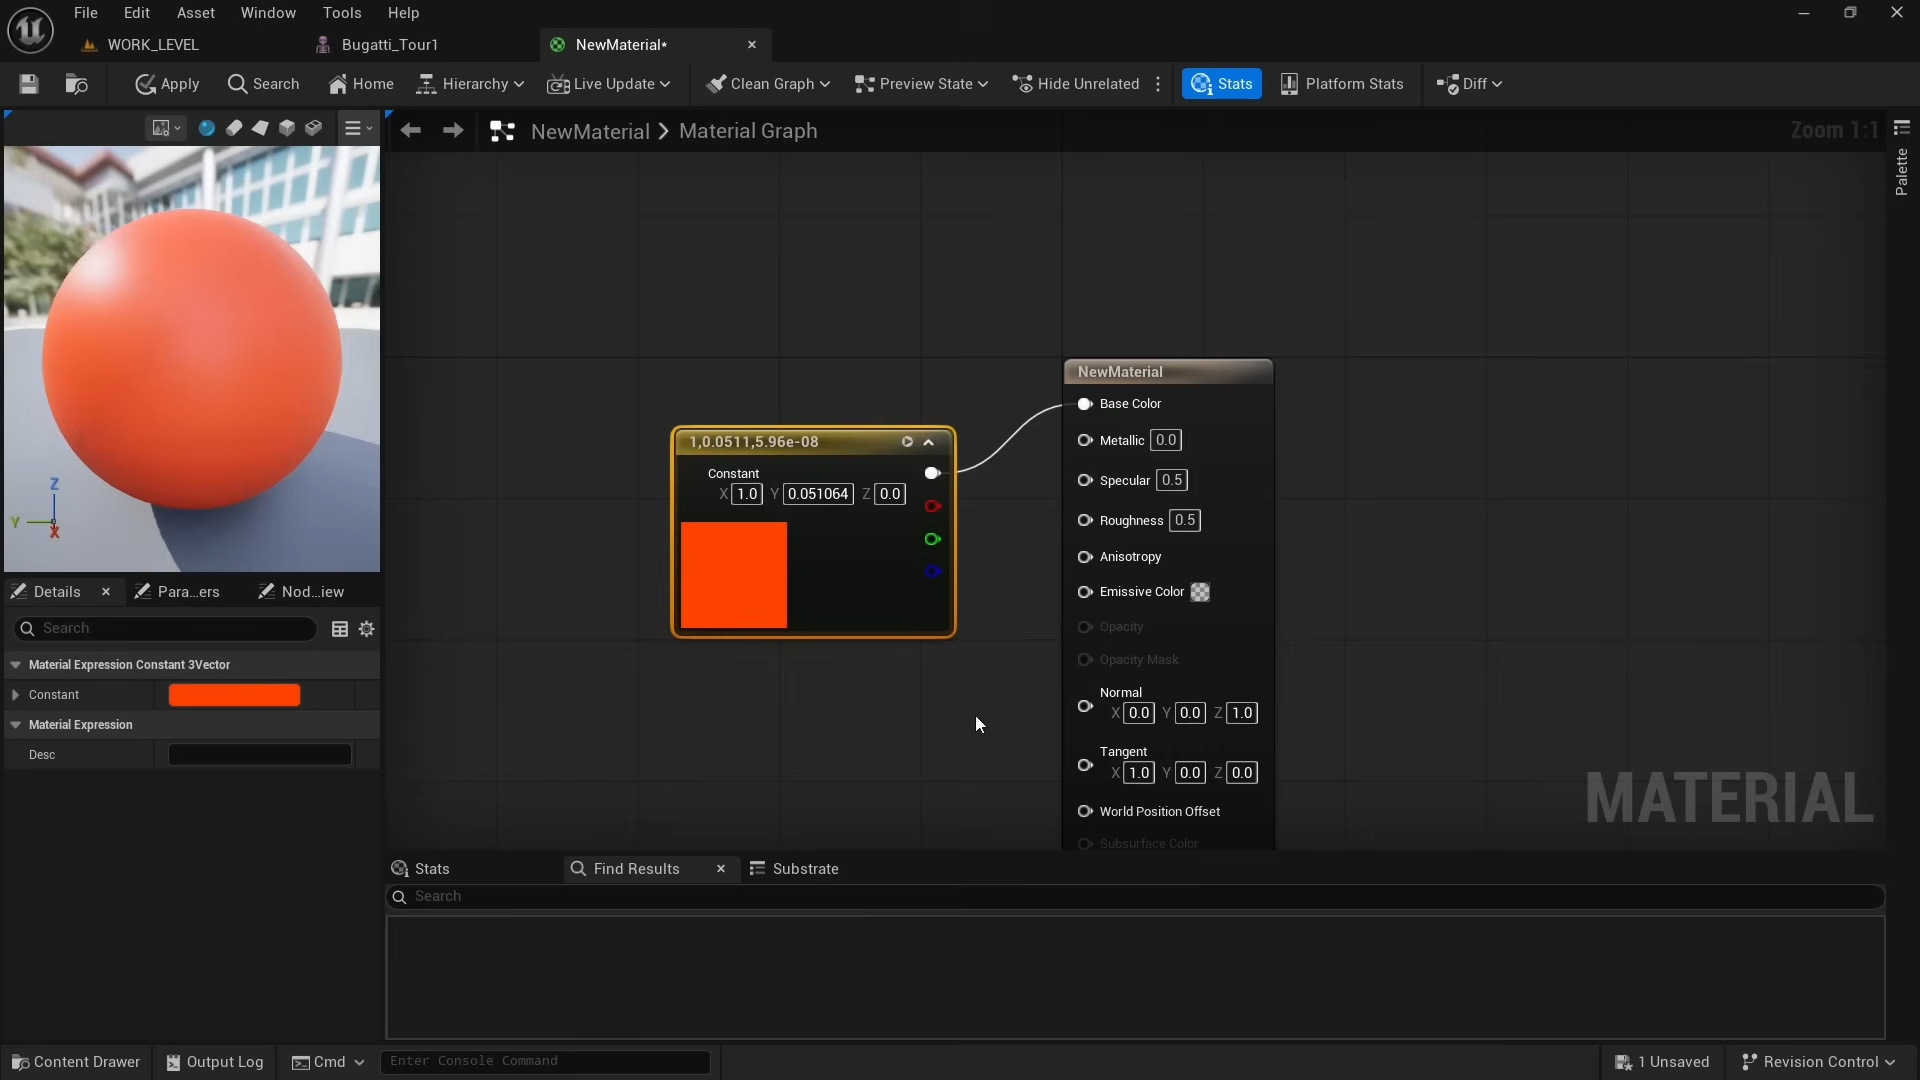 File Edit Asset Window Tools Help
WORK_LEVEL Bugatti_Tour1 NewMaterial*
Apply Search Home Hierarchy Live Update Clean Graph Preview State Hide Unrelated Stats Platform Stats Diff
NewMaterial Material Graph Zoom 1:1
Palette
NewMaterial
Base Color
Metallic 0.0
Specular 0.5
Roughness 0.5
Anisotropy
Emissive Color
Opacity
Opacity Mask
Normal
X 0.0 Y 0.0 Z 1.0
Tangent
X 1.0 Y 0.0 Z 0.0
World Position Offset
Subsurface Color
1,0.0511,5.96e-08
Constant
X 1.0 Y 0.051064 Z 0.0
Z
Y
X
Details Para...ers Nod...iew
Search
Material Expression Constant 3Vector
Constant
Material Expression
Desc
MATERIAL
Stats Find Results Substrate
Search
Content Drawer Output Log Cmd Enter Console Command 1 Unsaved Revision Control